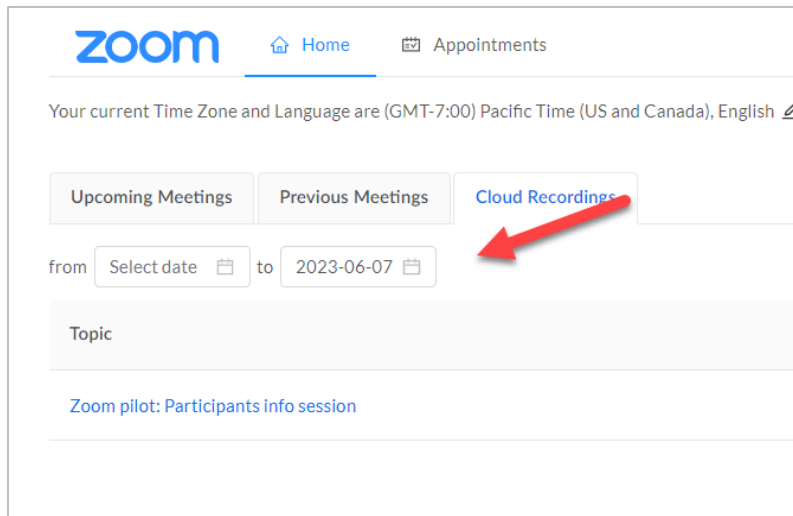 zoom Home Appointments
Your current Time Zone and Language are (GMT-7:00) Pacific Time (US and Canada), English
Upcoming Meetings Previous Meetings Cloud Recordings
from Select date to 2023-06-07
Topic
Zoom pilot: Participants info session